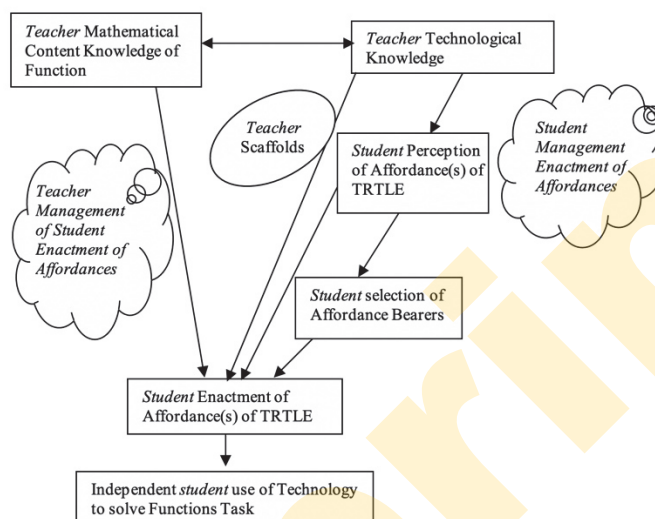 Teacher Mathematical
Content Knowledge of
Function
Teacher Technological
Knowledge
Teacher
Scaffolds
Student Perception
of Affordance(s) of
TRTLE
Student
Management
Enactment of
Affordances
Teacher
Management
of Student
Enactment of
Affordances
Student selection of
Affordance Bearers
Student Enactment of
Affordance(s) of TRTLE
Independent student use of Technology
to solve Functions Task